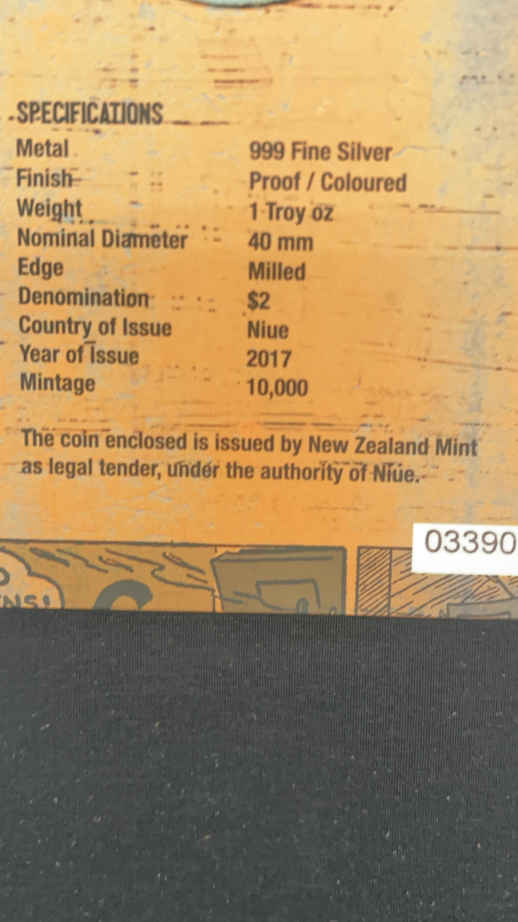 SPECIFICATIONS
Metal 999 Fine Silver
Finish Proof / Coloured
Weight 1 Troy oz
Nominal Diameter 40 mm
Edge Milled
Denomination $2
Country of Issue Niue
Year of Issue 2017
Mintage 10,000
The coin enclosed is issued by New Zealand Mint
as legal tender, under the authority of Niue.
03390